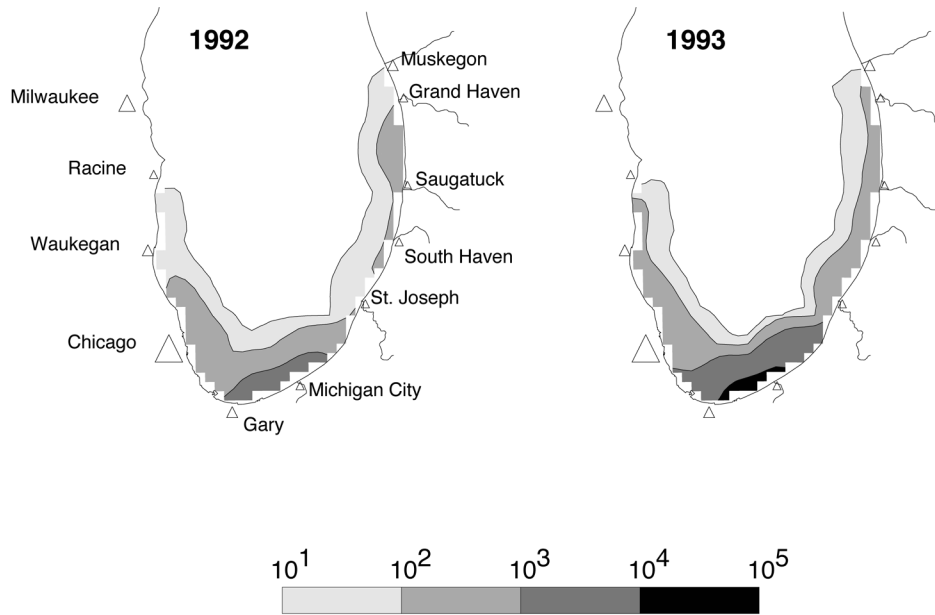 1992
1993
Muskegon
Milwaukee
Grand Haven
Racine
Saugatuck
Waukegan
South Haven
St. Joseph
Chicago
Michigan City
Gary
10^1 10^2 10^3 10^4 10^5